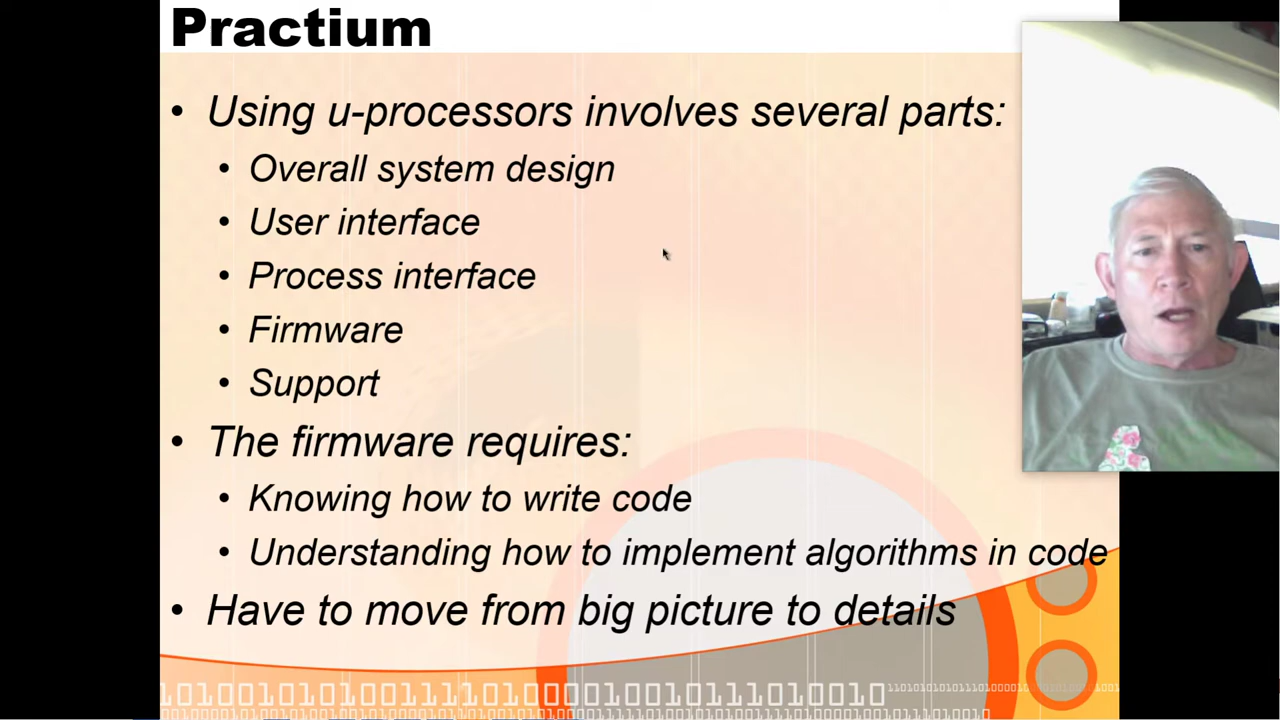 Practium
• Using u-processors involves several parts:
• Overall system design
• User interface
• Process interface
• Firmware
• Support
• The firmware requires:
• Knowing how to write code
• Understanding how to implement algorithms in code
• Have to move from big picture to details